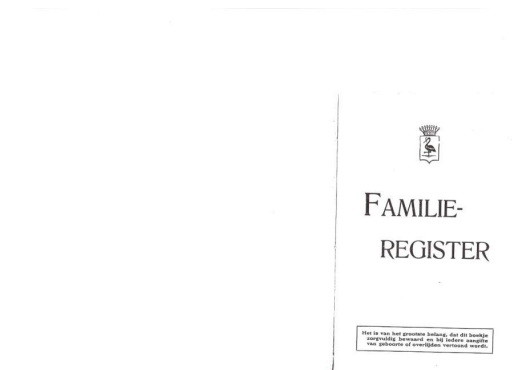 FAMILIE-
REGISTER
Het is van het grootste belang, dat dit boekje
zorgvuldig bewaard en bij iedere aangifte
van geboorte of overlijden vertoond wordt.